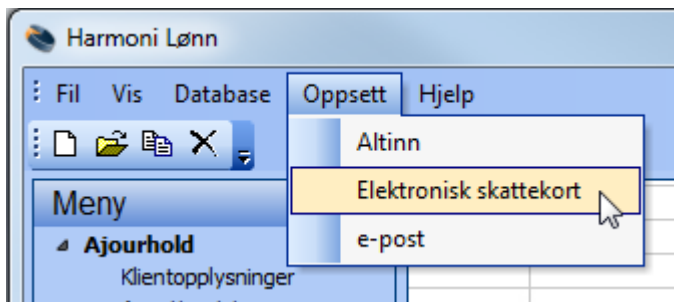 Harmoni Lønn
Fil Vis Database Oppsett Hjelp
Altinn
Elektronisk skattekort
e-post
Meny
Ajourhold
Klientopplysninger